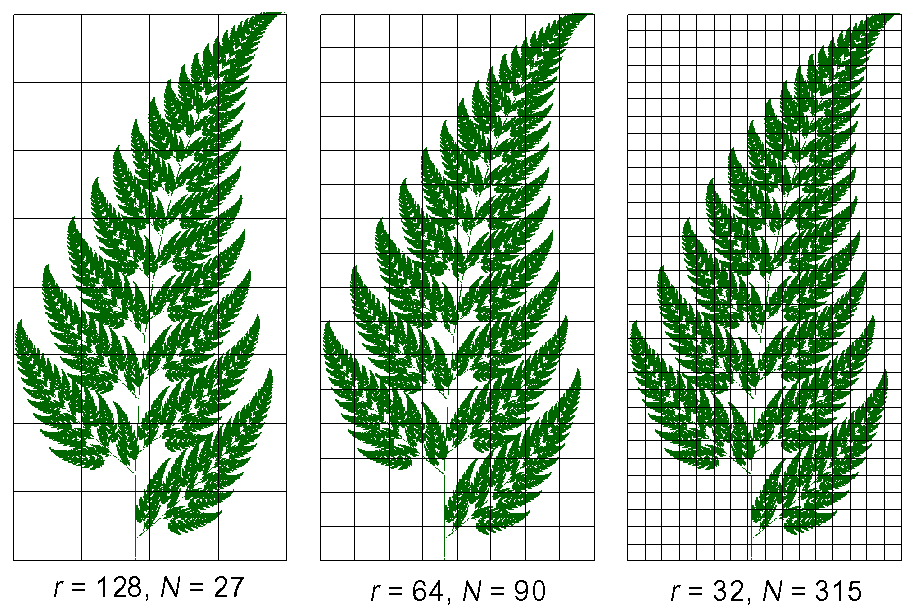 r = 128, N = 27
r = 64, N = 90
r = 32, N = 315